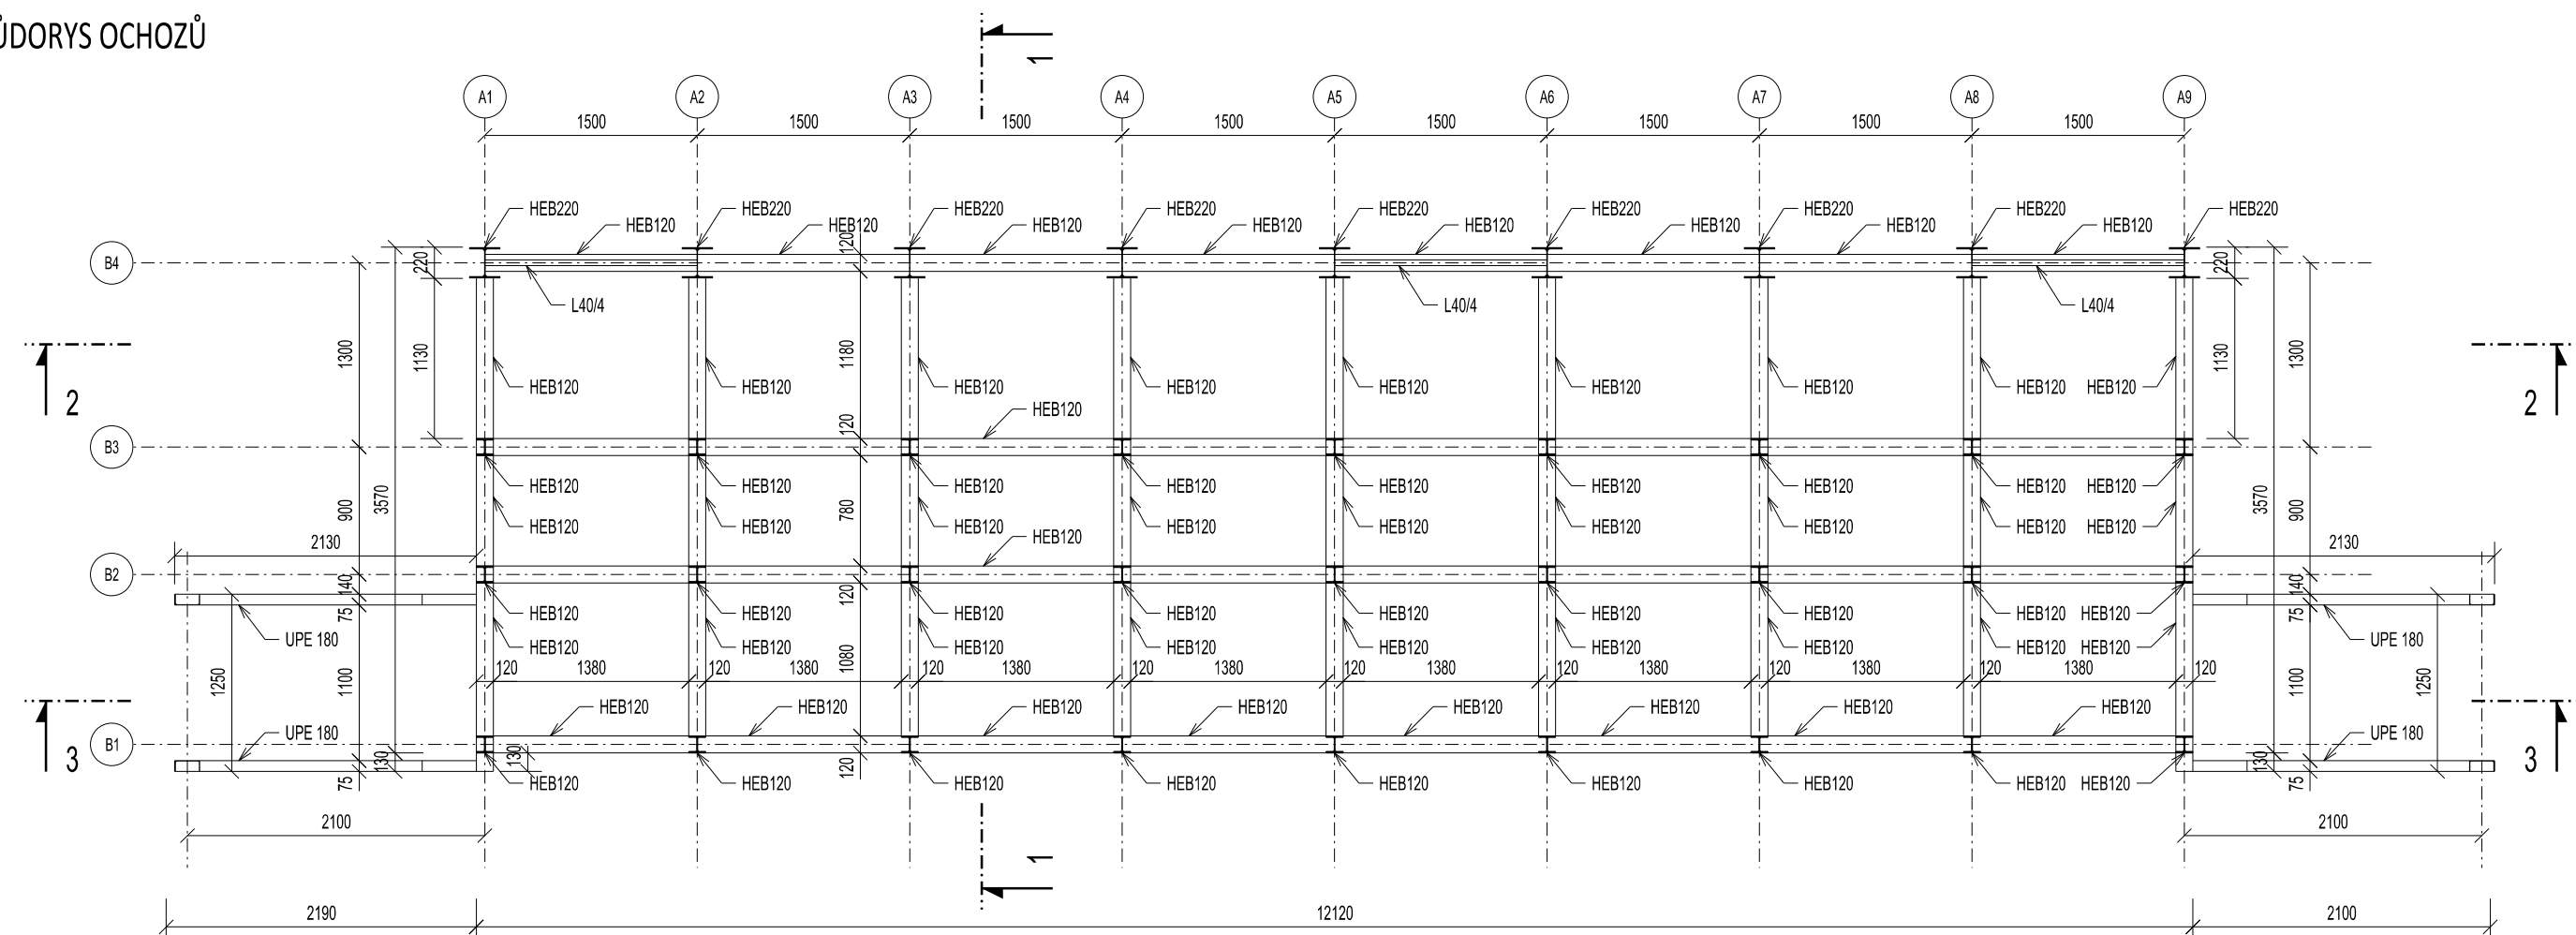 ŮDORYS OCHOZŮ
1
A1 A2 A3 A4 A5 A6 A7 A8 A9
1500 1500 1500 1500 1500 1500 1500 1500
HEB220 HEB220 HEB220 HEB220 HEB220 HEB220 HEB220 HEB220 HEB220
HEB120 HEB120 HEB120 HEB120 HEB120 HEB120 HEB120 HEB120
B4 220 120 220
L40/4 L40/4 L40/4
1300 1130 1180 1130 1300
2 HEB120 HEB120 HEB120 HEB120 HEB120 HEB120 HEB120 HEB120 HEB120 2
120 HEB120
B3
HEB120 HEB120 HEB120 HEB120 HEB120 HEB120 HEB120 HEB120 HEB120
900 3570 780 3570 900
HEB120 HEB120 HEB120 HEB120 HEB120 HEB120 HEB120 HEB120 HEB120
2130 HEB120 2130
B2 140 140
75 120 75
HEB120 HEB120 HEB120 HEB120 HEB120 HEB120 HEB120 HEB120 HEB120
UPE 180 UPE 180
HEB120 HEB120 HEB120 HEB120 HEB120 HEB120 HEB120 HEB120 HEB120
1250 1100 1080 1100 1250
120 1380 120 1380 120 1380 120 1380 120 1380 120 1380 120 1380 120 1380 120
HEB120 HEB120 HEB120 HEB120 HEB120 HEB120 HEB120 HEB120
UPE 180 UPE 180
3 B1 130 130 120 130 3
75 75
HEB120 HEB120 HEB120 HEB120 HEB120 HEB120 HEB120 HEB120 HEB120
2100 2100
1
2190 12120 2100